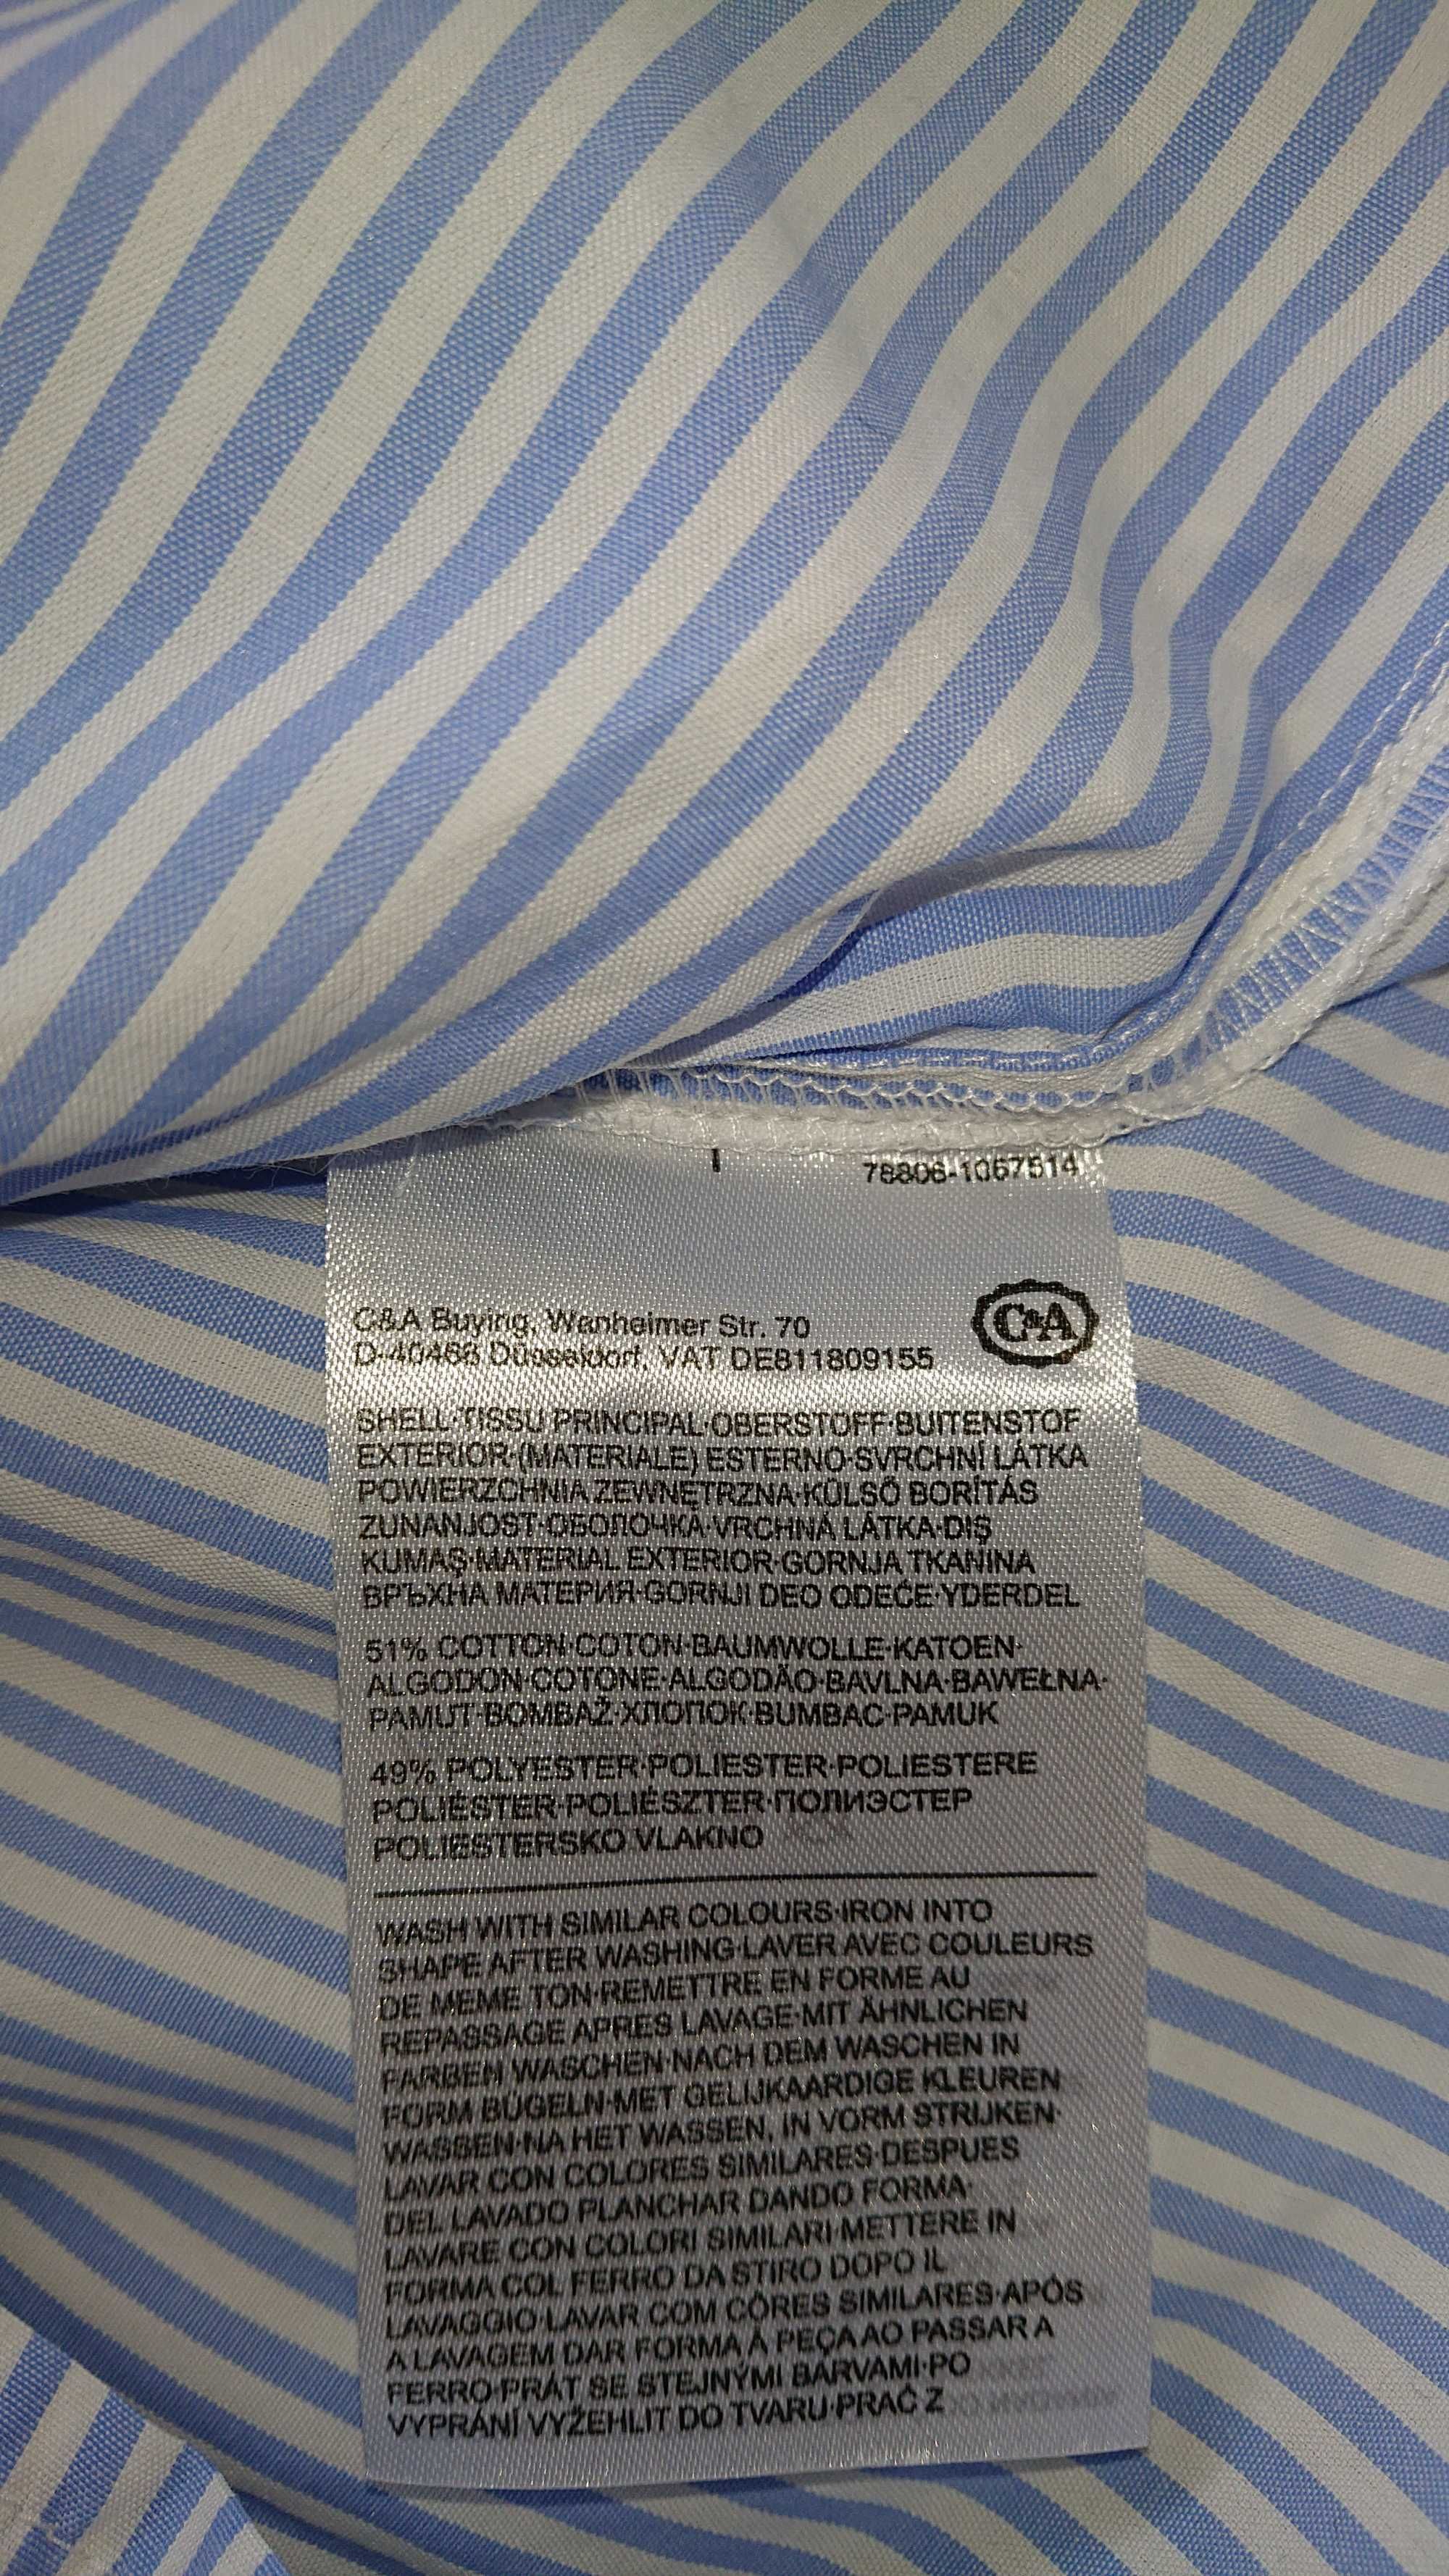 78806-1067514
C&A
C&A Buying, Wanheimer Str. 70
D-40468 Düsseldorf, VAT DE811809155
SHELL·TISSU PRINCIPAL·OBERSTOFF·BUITENSTOF
EXTERIOR·(MATERIALE) ESTERNO·SVRCHNÍ LÁTKA
POWIERZCHNIA ZEWNĘTRZNA·KÜLSŐ BORÍTÁS
ZUNANJOST·ОБОЛОЧКА·VRCHNÁ LÁTKA·DIŞ
KUMAŞ·MATERIAL EXTERIOR·GORNJA TKANINA
ВРЪХНА МАТЕРИЯ·GORNJI DEO ODEĆE·YDERDEL
51% COTTON·COTON·BAUMWOLLE·KATOEN·
ALGODON·COTONE·ALGODÃO·BAVLNA·BAWEŁNA·
PAMUT·BOMBAŽ·ХЛОПОК·BUMBAC·PAMUK
49% POLYESTER·POLIESTER·POLIESTERE
POLIÉSTER·POLIÉSZTER·ПОЛИЭСТЕР
POLIESTERSKO VLAKNO
WASH WITH SIMILAR COLOURS·IRON INTO
SHAPE AFTER WASHING·LAVER AVEC COULEURS
DE MEME TON·REMETTRE EN FORME AU
REPASSAGE APRES LAVAGE·MIT ÄHNLICHEN
FARBEN WASCHEN·NACH DEM WASCHEN IN
FORM BÜGELN·MET GELIJKAARDIGE KLEUREN
WASSEN·NA HET WASSEN, IN VORM STRIJKEN·
LAVAR CON COLORES SIMILARES·DESPUES
DEL LAVADO PLANCHAR DANDO FORMA·
LAVARE CON COLORI SIMILARI·METTERE IN
FORMA COL FERRO DA STIRO DOPO IL
LAVAGGIO·LAVAR COM CÔRES SIMILARES·APÓS
A LAVAGEM DAR FORMA À PEÇA AO PASSAR A
FERRO·PRÁT SE STEJNÝMI BARVAMI·PO
VYPRÁNÍ VYŽEHLIT DO TVARU·PRAĆ Z